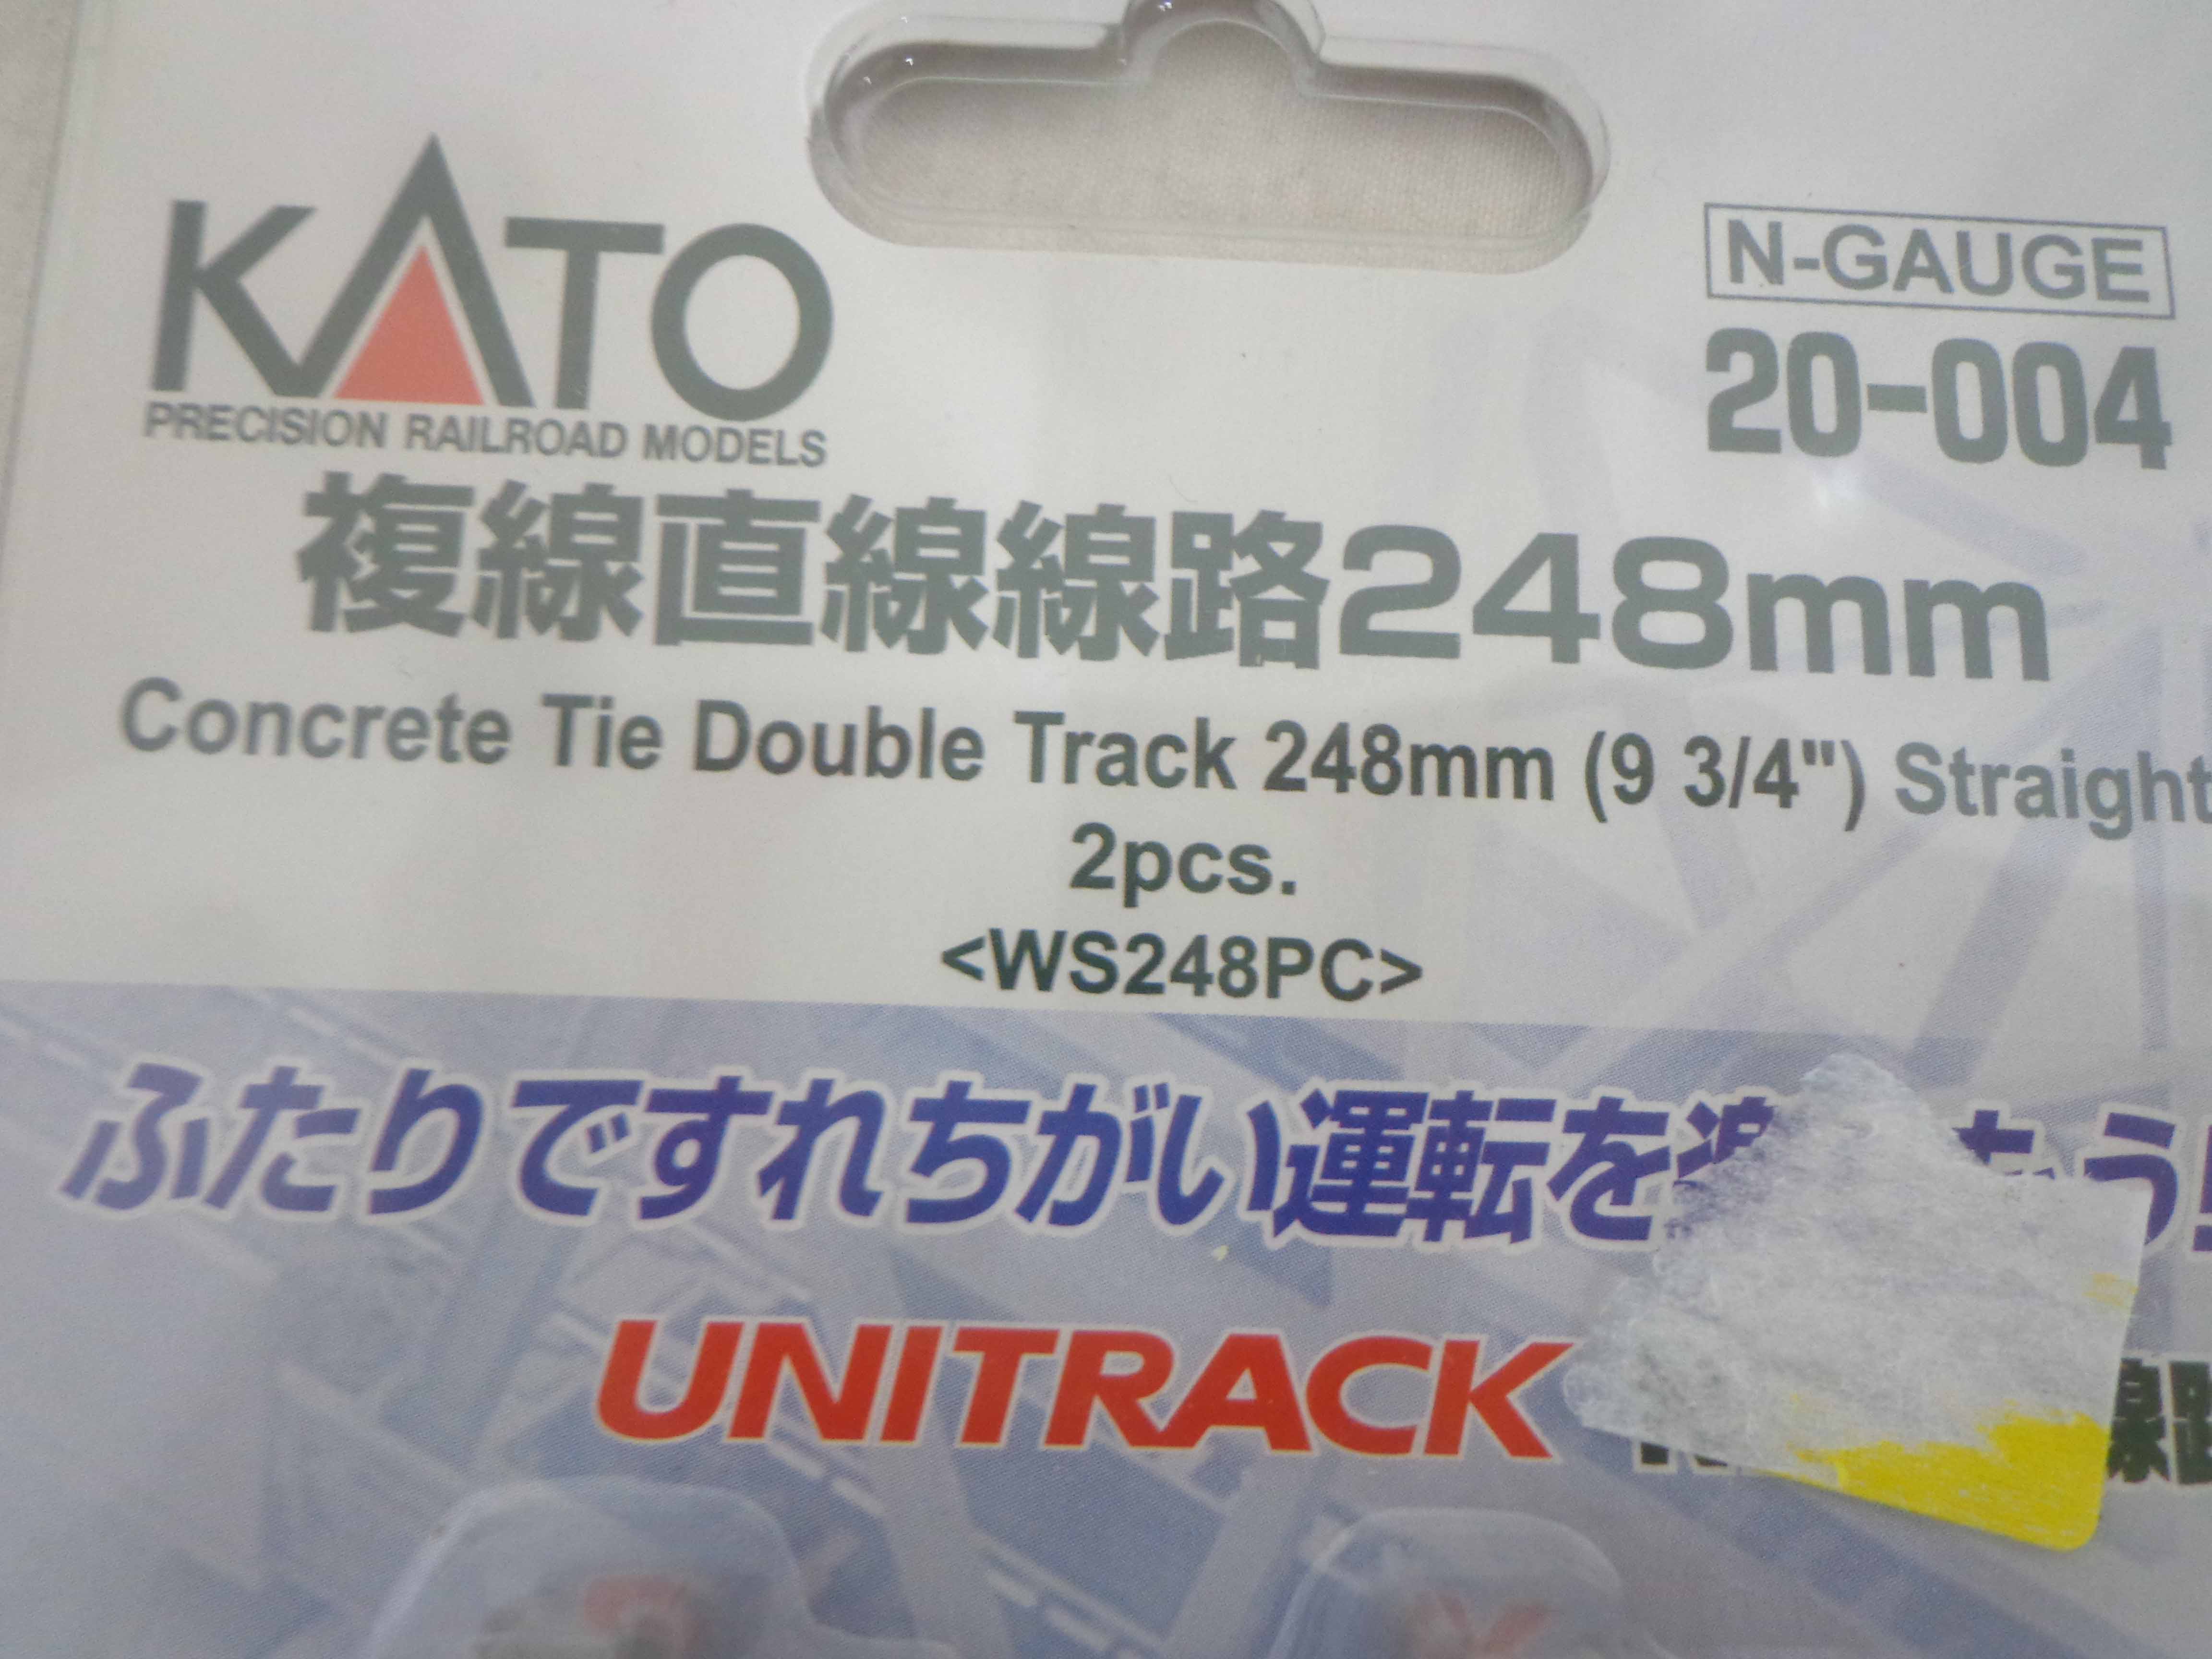 KATO
PRECISION RAILROAD MODELS
N-GAUGE
20-004
複線直線線路248mm
Concrete Tie Double Track 248mm (9 3/4") Straight
2pcs.
<WS248PC>
ふたりですれちがい運転を う!
UNITRACK